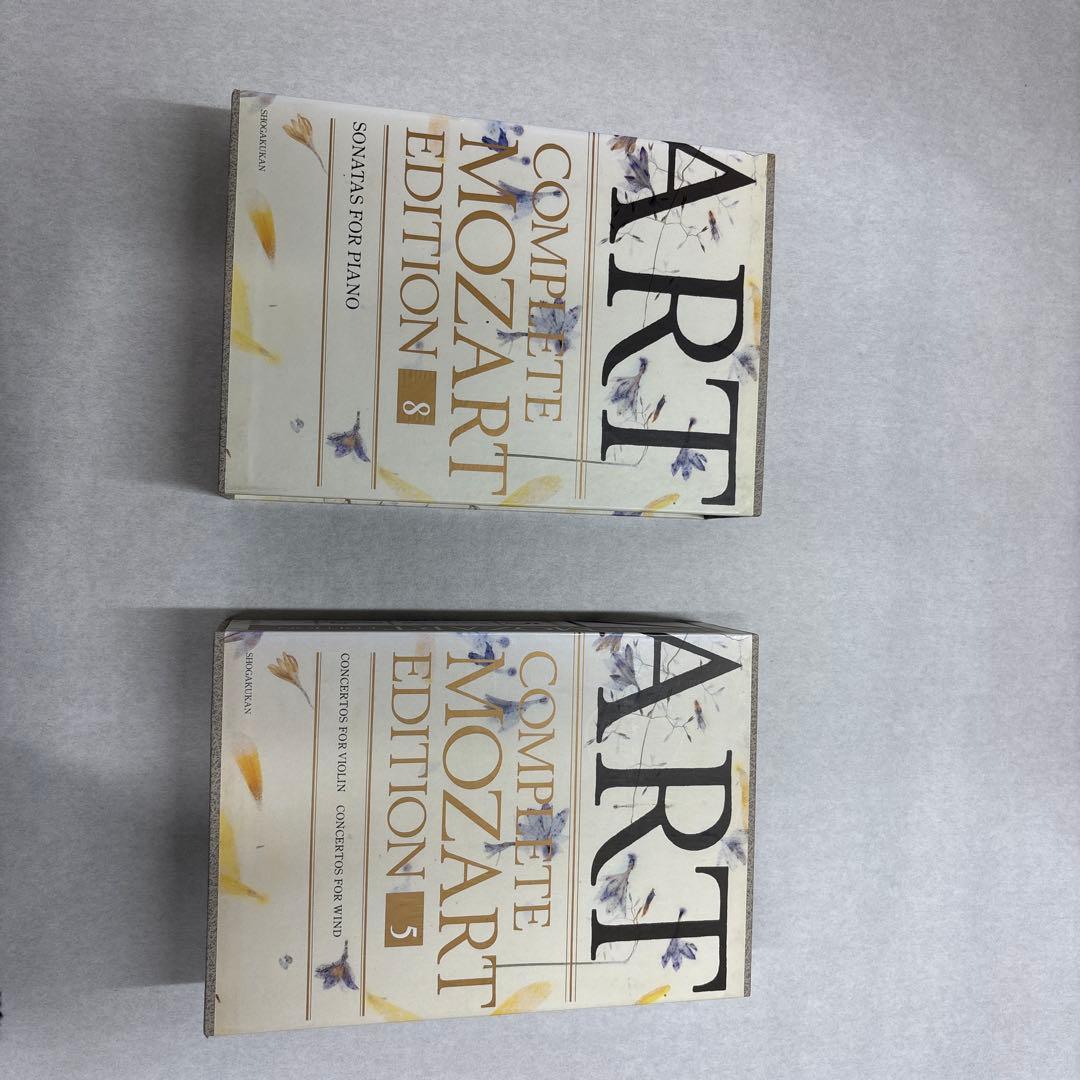 ART
COMPLETE
MOZART
EDITION 8
SONATAS FOR PIANO
SHOGAKUKAN
ART
COMPLETE
MOZART
EDITION 5
CONCERTOS FOR VIOLIN CONCERTOS FOR WIND
SHOGAKUKAN